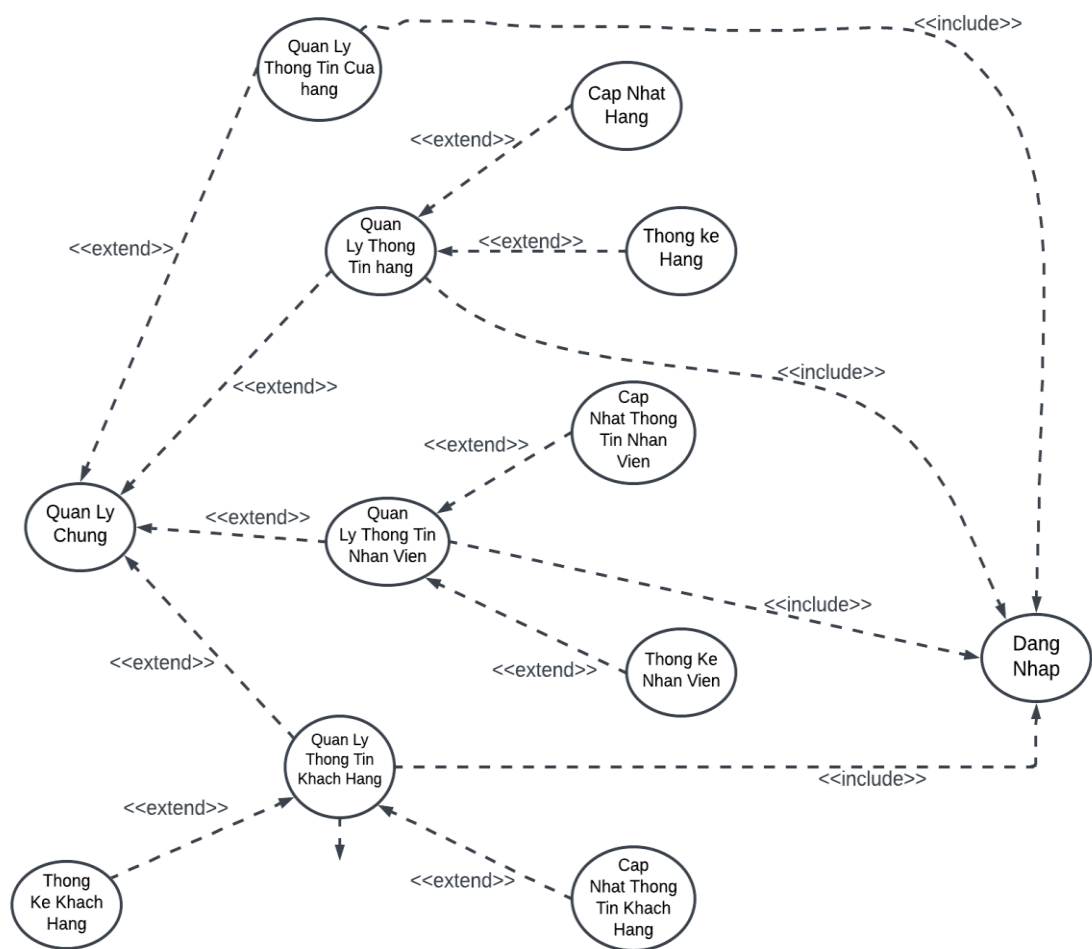 <<include>>
Quan Ly
Thong Tin Cua
hang
Cap Nhat
Hang
<<extend>>
Quan
Ly Thong
Tin hang
<<extend>>
Thong ke
Hang
<<extend>>
<<extend>>
<<include>>
Cap
Nhat Thong
Tin Nhan
Vien
<<extend>>
Quan Ly
Chung
<<extend>>
Quan
Ly Thong Tin
Nhan Vien
<<include>>
Dang
Nhap
<<extend>>
<<extend>>
Thong Ke
Nhan Vien
Quan Ly
Thong Tin
Khach Hang
<<include>>
<<extend>>
Thong
Ke Khach
Hang
<<extend>>
Cap
Nhat Thong
Tin Khach
Hang